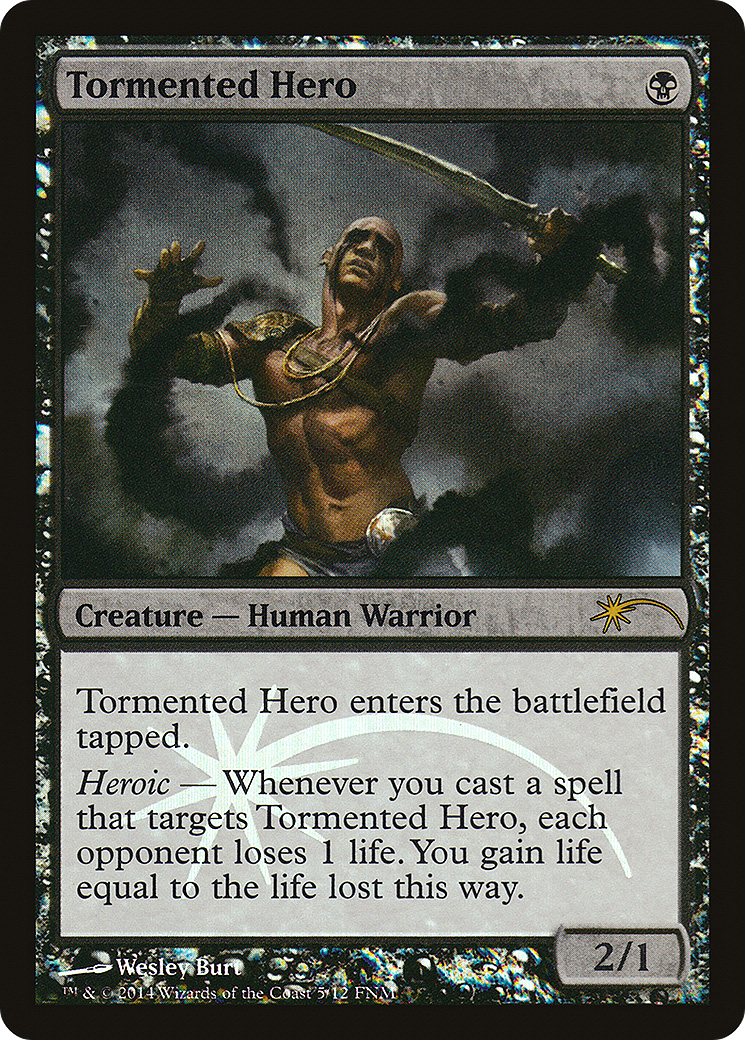 Tormented Hero
Creature — Human Warrior
Tormented Hero enters the battlefield
tapped.
Heroic — Whenever you cast a spell
that targets Tormented Hero, each
opponent loses 1 life. You gain life
equal to the life lost this way.
2/1
Wesley Burt
™ & © 2014 Wizards of the Coast 5/12 FNM